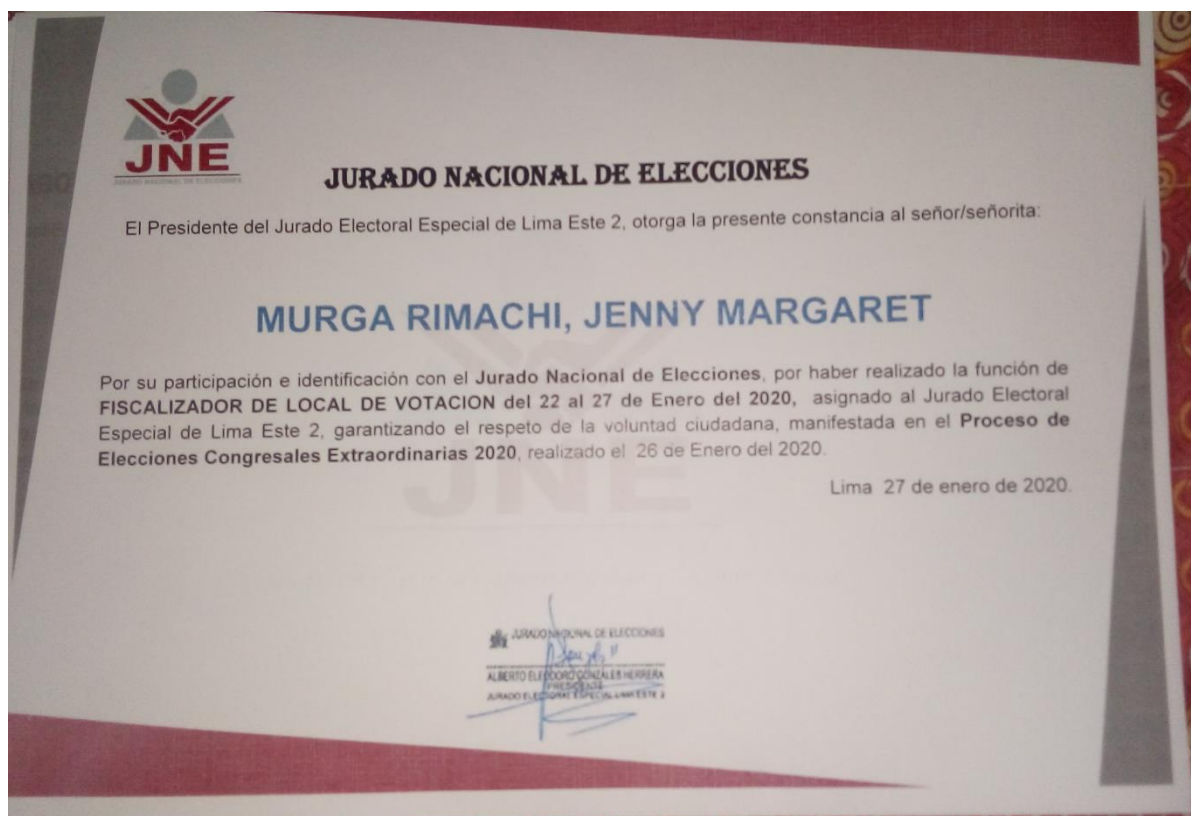 JNE
JURADO NACIONAL DE ELECCIONES
JURADO NACIONAL DE ELECCIONES
El Presidente del Jurado Electoral Especial de Lima Este 2, otorga la presente constancia al señor/señorita:
MURGA RIMACHI, JENNY MARGARET
Por su participación e identificación con el Jurado Nacional de Elecciones, por haber realizado la función de
FISCALIZADOR DE LOCAL DE VOTACION del 22 al 27 de Enero del 2020, asignado al Jurado Electoral
Especial de Lima Este 2, garantizando el respeto de la voluntad ciudadana, manifestada en el Proceso de
Elecciones Congresales Extraordinarias 2020, realizado el 26 de Enero del 2020.
JNE
Lima 27 de enero de 2020.
JURADO NACIONAL DE ELECCIONES
ALBERTO ELEODORO GONZALES HERRERA
PRESIDENTE
JURADO ELECTORAL ESPECIAL LIMA ESTE 2